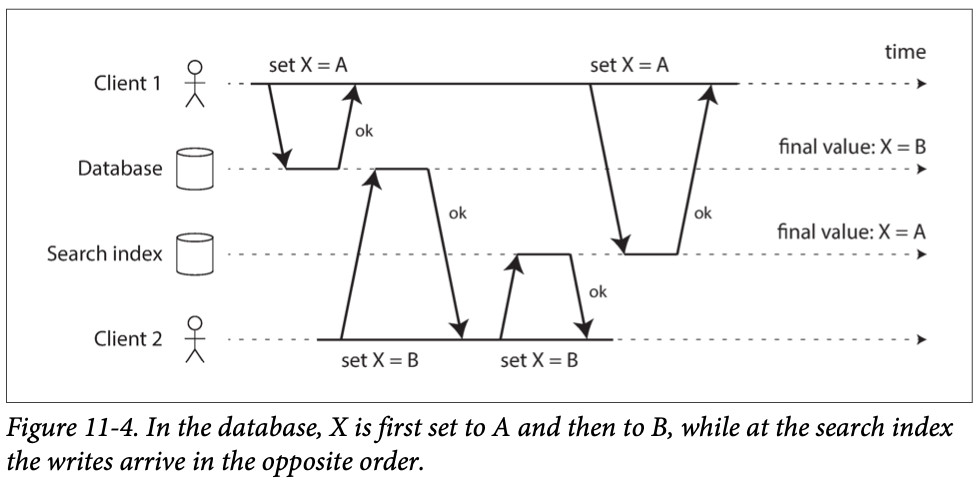 time
set X = A
set X = A
Client 1
ok
final value: X = B
Database
ok
ok
final value: X = A
Search index
ok
Client 2
set X = B
set X = B
Figure 11-4. In the database, X is first set to A and then to B, while at the search index
the writes arrive in the opposite order.